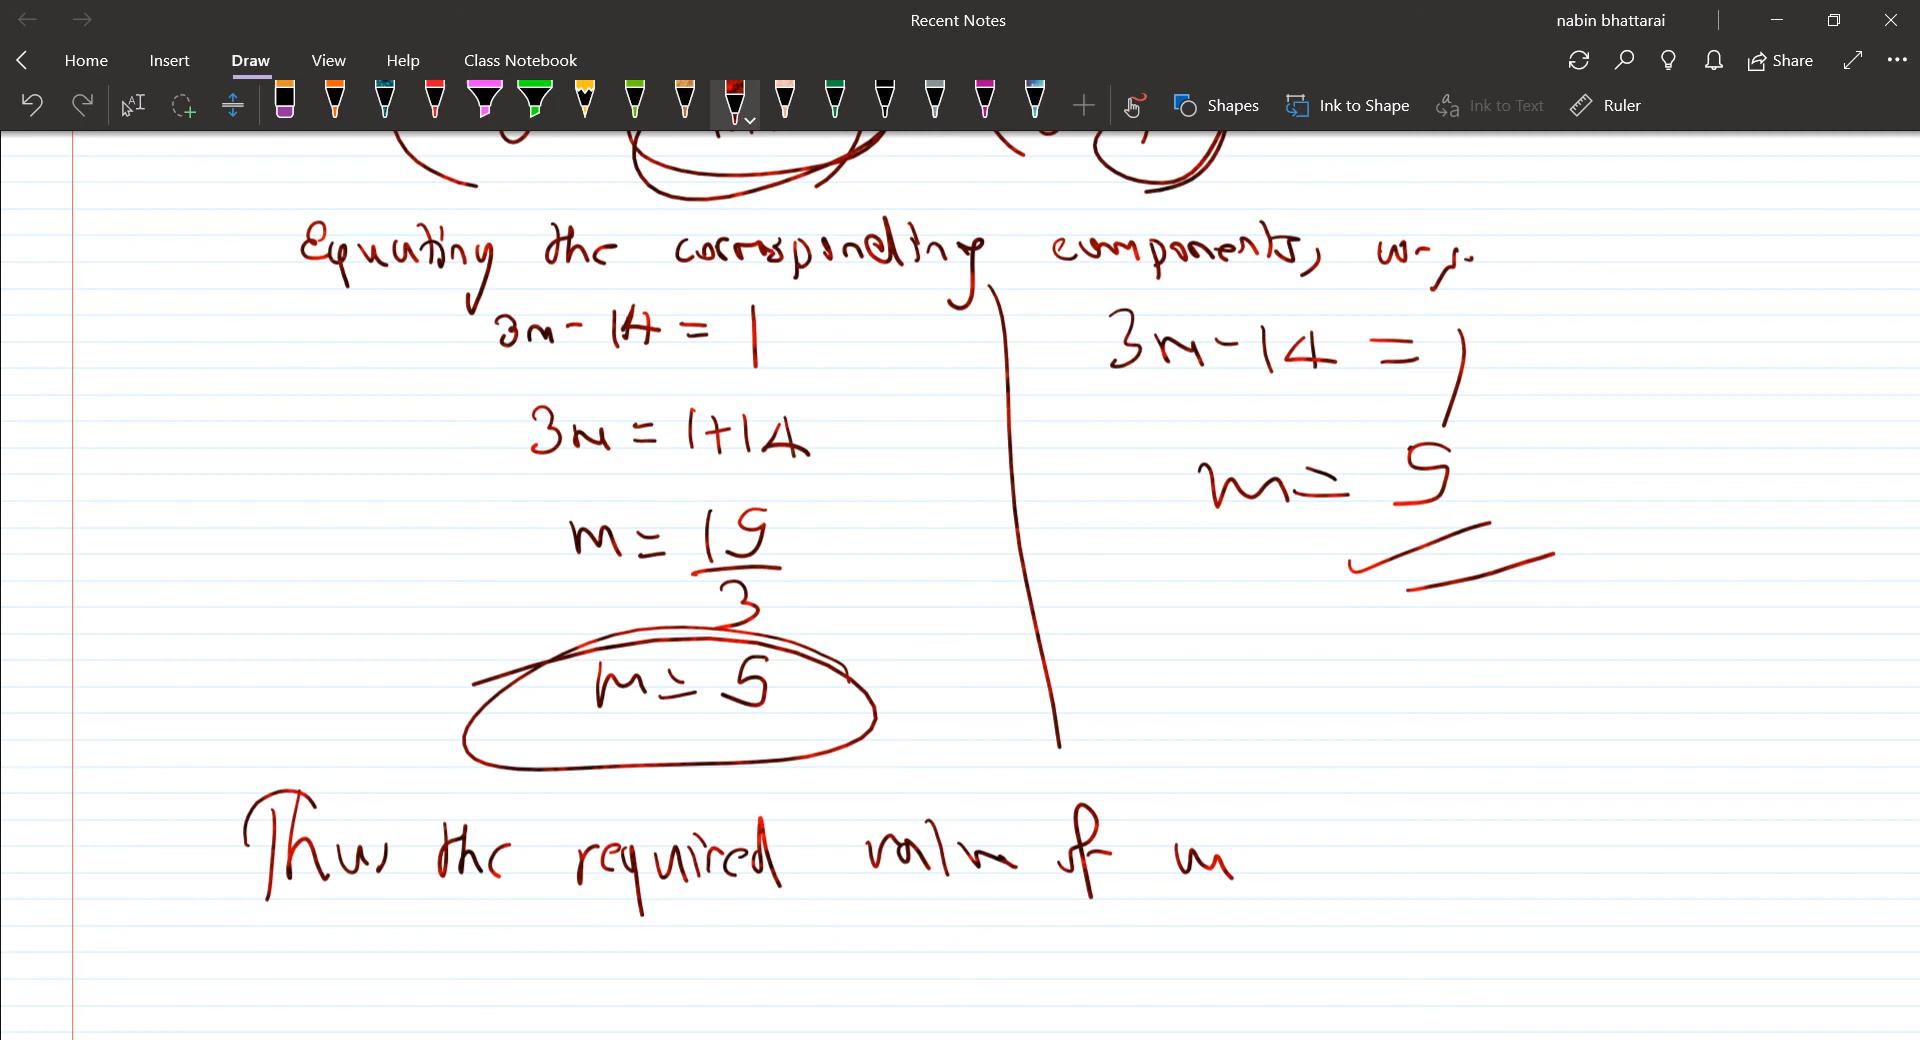 Recent Notes
nabin bhattarai
Home Insert Draw View Help Class Notebook
Share
Shapes Ink to Shape Ink to Text Ruler
Equating the corresponding components, we get
3m - 14 = 1
3m = 1+14
m = 15
3
m = 5
3m - 14 = 1
m = 5
Thus the required value of m